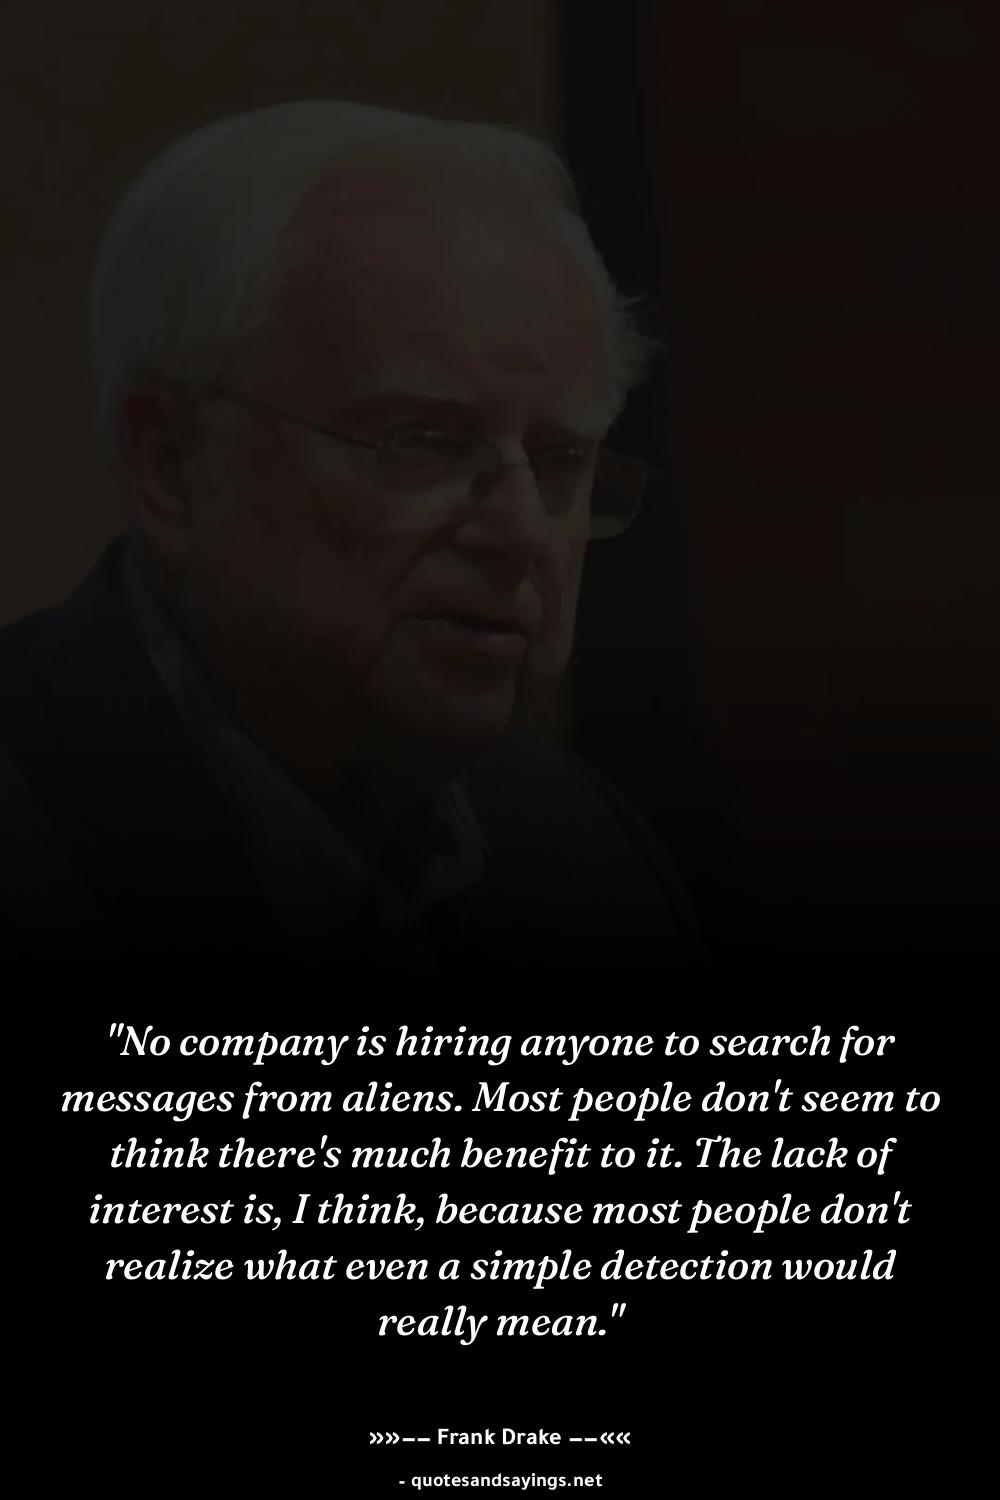 "No company is hiring anyone to search for
messages from aliens. Most people don't seem to
think there's much benefit to it. The lack of
interest is, I think, because most people don't
realize what even a simple detection would
really mean."
»»—— Frank Drake ——««
- quotesandsayings.net